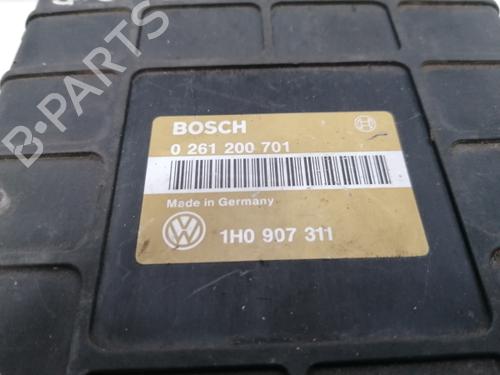 B-PARTS
BOSCH
0 261 200 701
Made in Germany
1H0 907 311